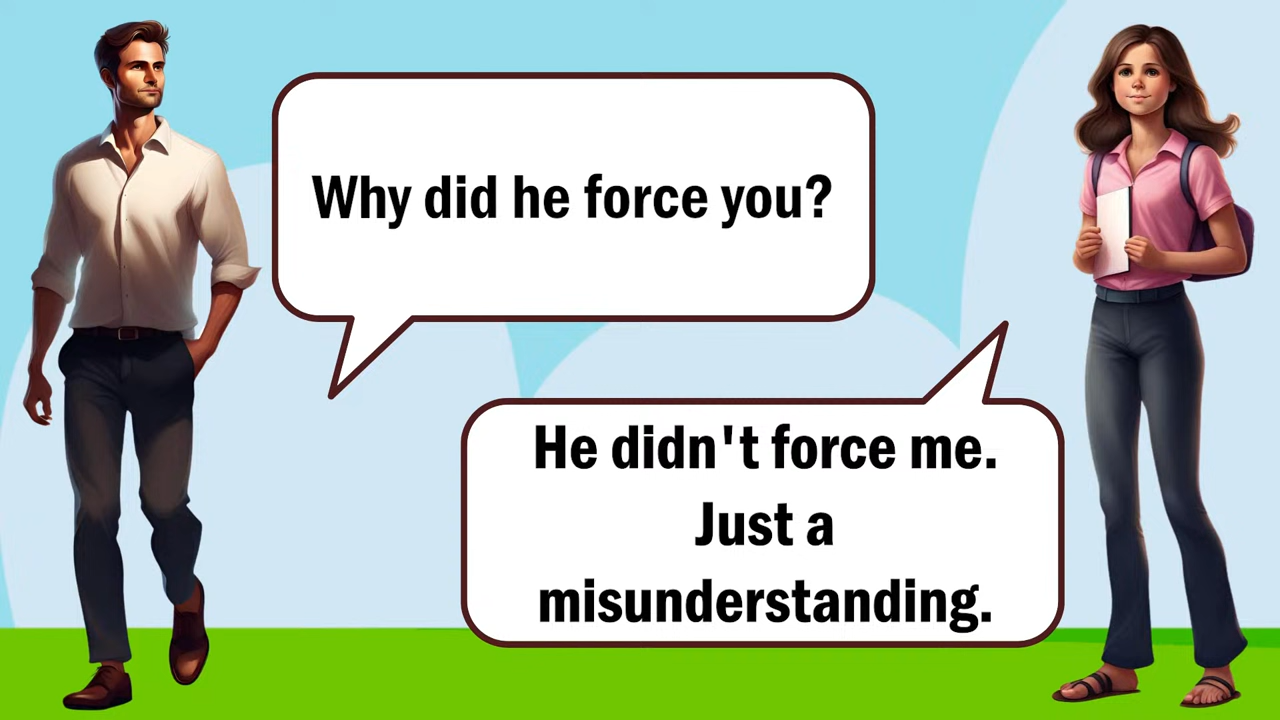 Why did he force you?
He didn't force me.
Just a
misunderstanding.